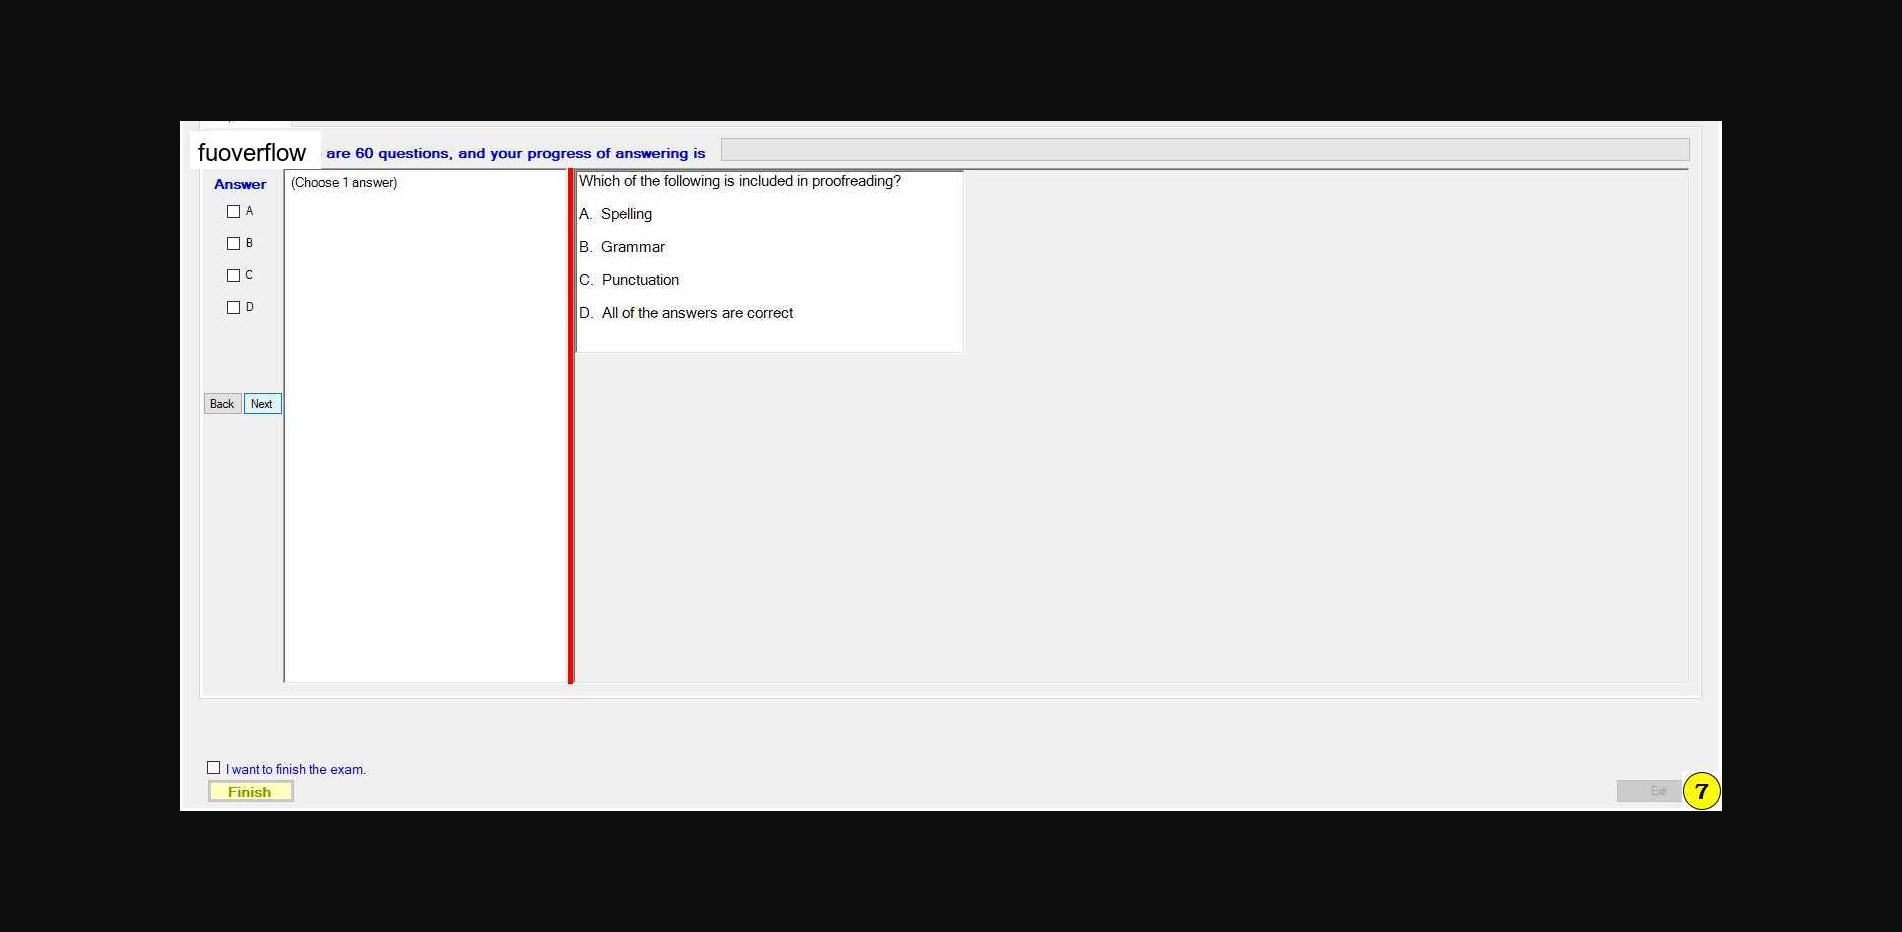 fuoverflow are 60 questions, and your progress of answering is
Answer
A
B
C
D
Back Next
(Choose 1 answer)
Which of the following is included in proofreading?
A. Spelling
B. Grammar
C. Punctuation
D. All of the answers are correct
I want to finish the exam.
Finish
Exit
7